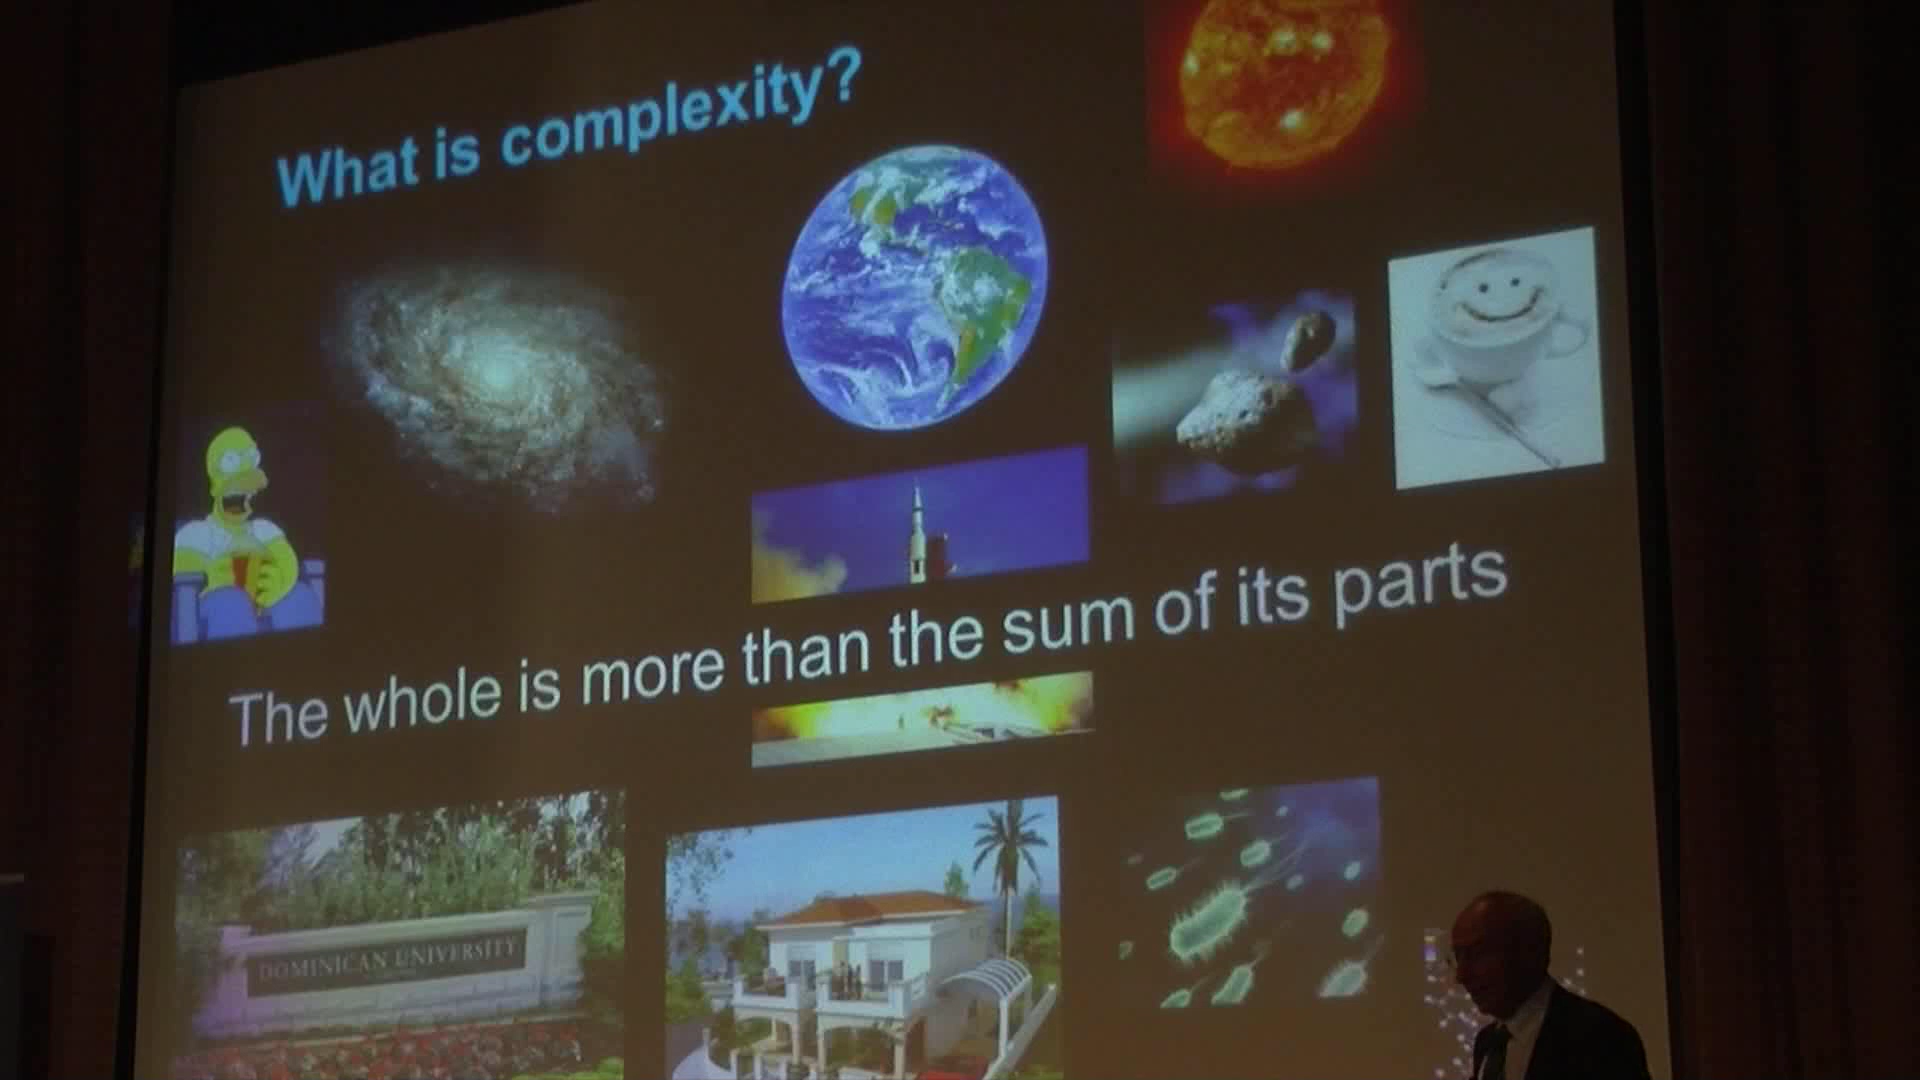 What is complexity?
The whole is more than the sum of its parts
DOMINICAN UNIVERSITY